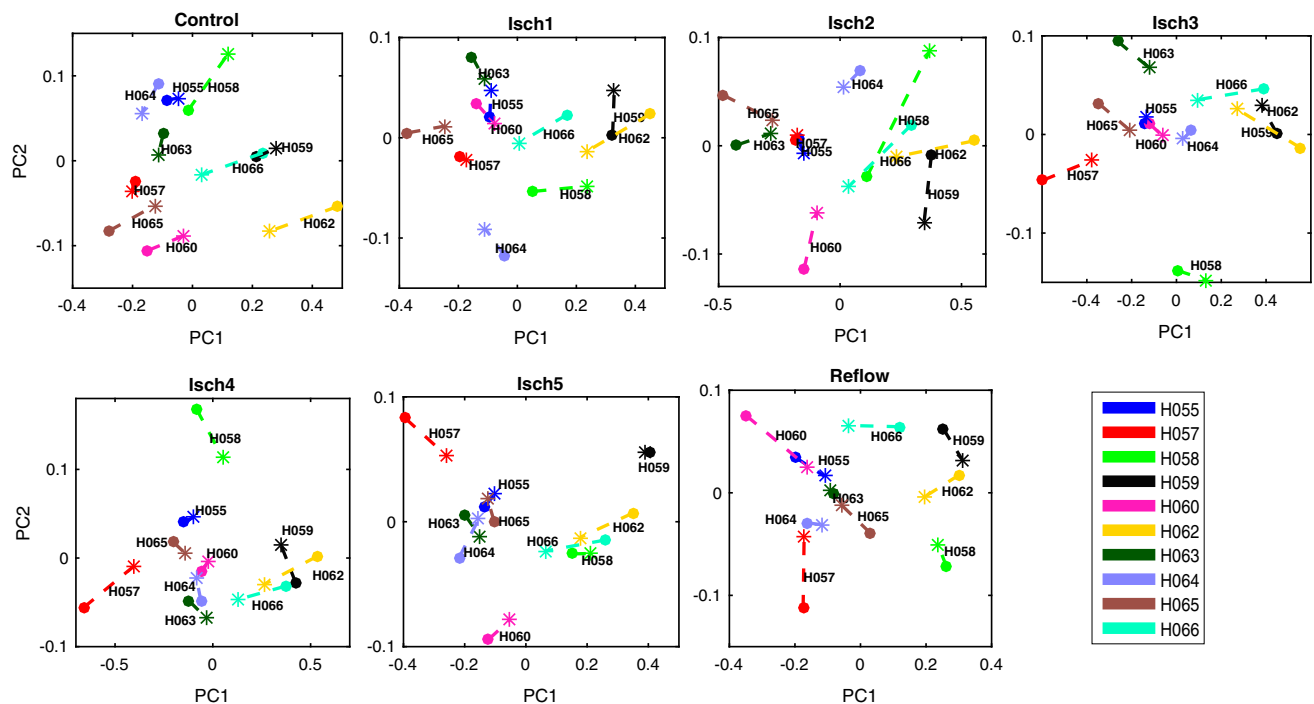 Control
0.1
0
-0.1
-0.4
-0.2
0
0.2
0.4
PC2
PC1
H064
H055
H058
H063
H059
H066
H057
H065
H060
H062
Isch1
0.1
0
-0.1
-0.4
-0.2
0
0.2
0.4
PC1
H063
H055
H060
H059
H066
H062
H065
H057
H058
H064
Isch2
0.1
0
-0.1
-0.5
0
0.5
PC1
H064
H065
H058
H063
H057
H055
H066
H062
H059
H060
Isch3
0.1
0
-0.1
-0.4
-0.2
0
0.2
0.4
PC1
H063
H066
H062
H065
H055
H060
H064
H059
H057
H058
Isch4
0.1
0
-0.1
-0.5
0
0.5
PC2
PC1
H058
H055
H059
H065
H060
H062
H057
H064
H066
H063
Isch5
0.1
0
-0.1
-0.4
-0.2
0
0.2
0.4
PC1
H057
H059
H055
H063
H065
H062
H066
H064
H058
H060
Reflow
0.1
0
-0.1
-0.4
-0.2
0
0.2
0.4
PC1
H060
H066
H059
H055
H062
H063
H064
H065
H058
H057
H055
H057
H058
H059
H060
H062
H063
H064
H065
H066